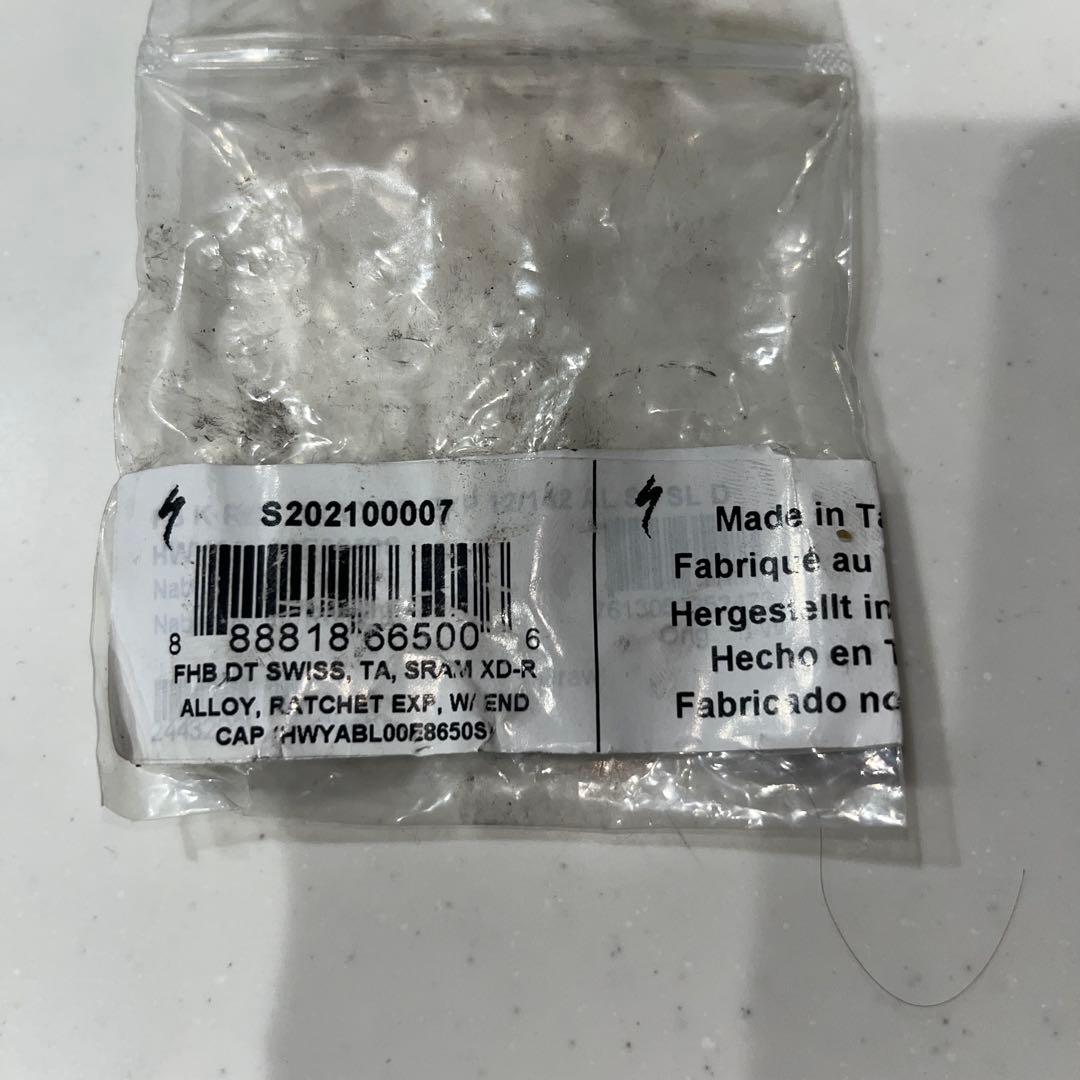 S202100007
8 88818 66500 6
FHB DT SWISS, TA, SRAM XD-R
ALLOY, RATCHET EXP, W/ END
CAP (HWYABL00E8650S)
Made in Ta
Fabriqué au
Hergestellt in
Hecho en T
Fabricado no